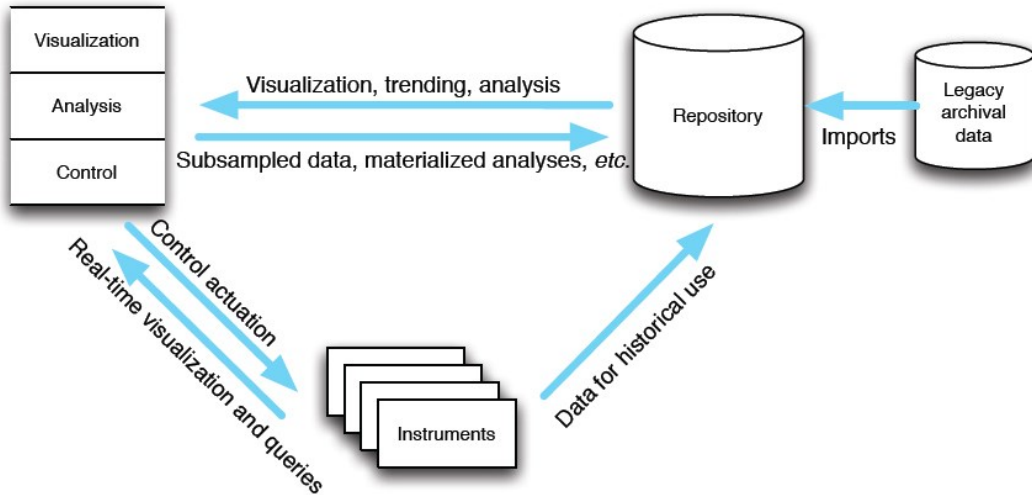 Visualization
Analysis
Control
Visualization, trending, analysis
Subsampled data, materialized analyses, etc.
Repository
Legacy
archival
data
Imports
Control actuation
Real-time visualization and queries
Instruments
Data for historical use